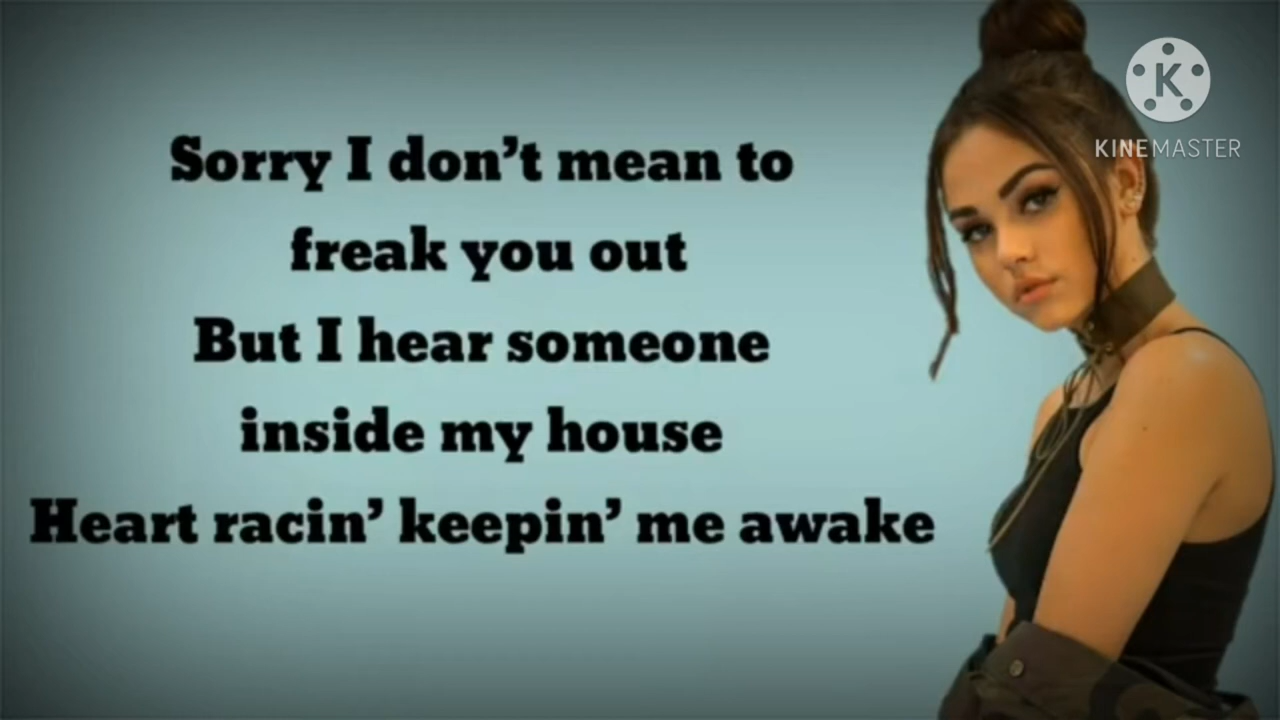 Sorry I don’t mean to
freak you out
But I hear someone
inside my house
Heart racin’ keepin’ me awake
K
KINEMASTER